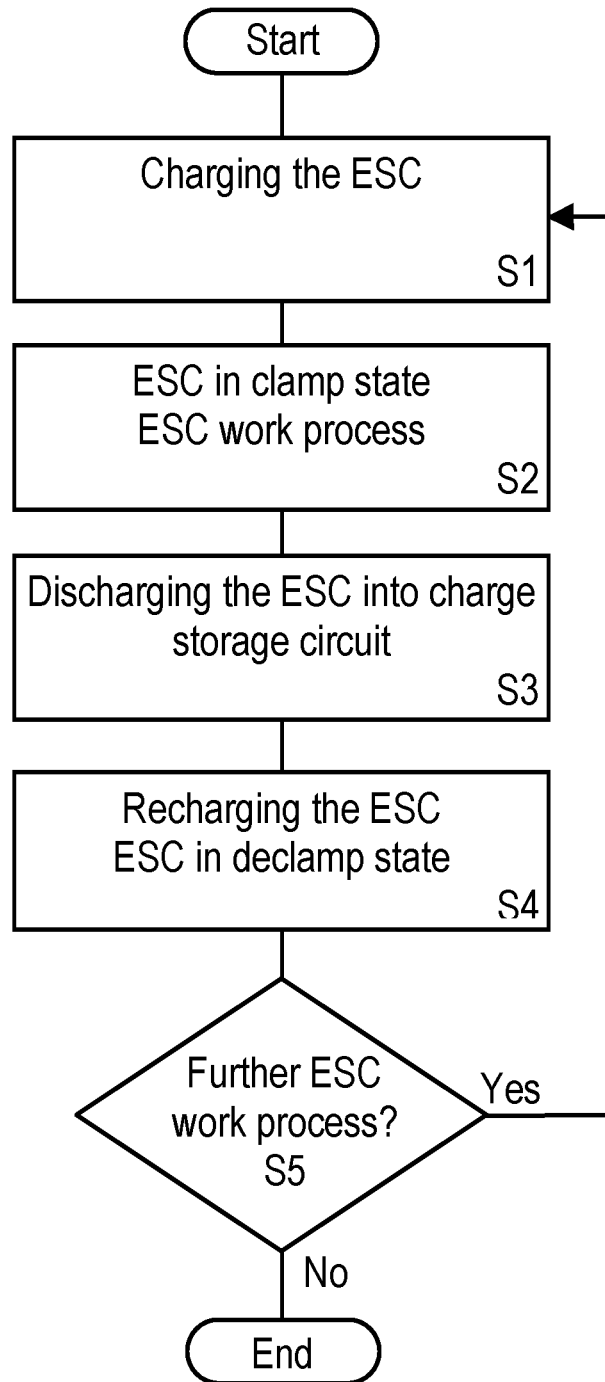 Start
Charging the ESC
S1
ESC in clamp state
ESC work process
S2
Discharging the ESC into charge
storage circuit
S3
Recharging the ESC
ESC in declamp state
S4
Further ESC
work process?
S5
Yes
No
End